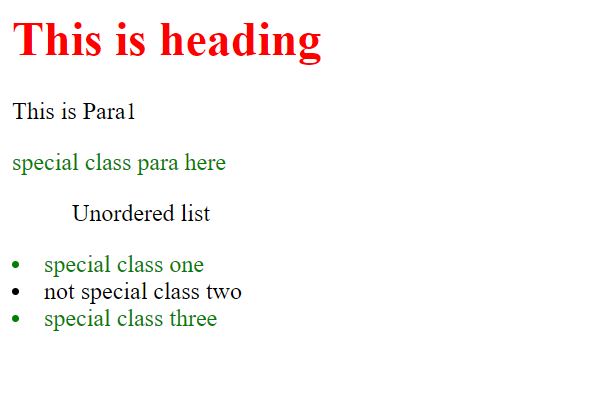 This is heading
This is Para1
special class para here
Unordered list
special class one
not special class two
special class three